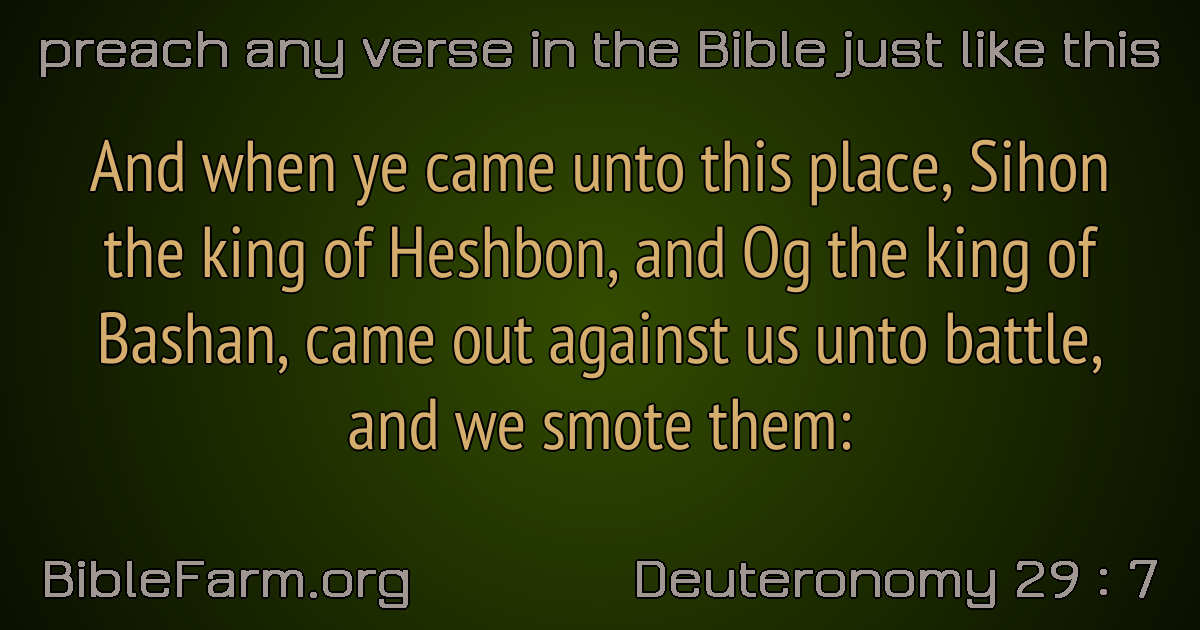 preach any verse in the Bible just like this
And when ye came unto this place, Sihon
the king of Heshbon, and Og the king of
Bashan, came out against us unto battle,
and we smote them:
BibleFarm.org
Deuteronomy 29 : 7